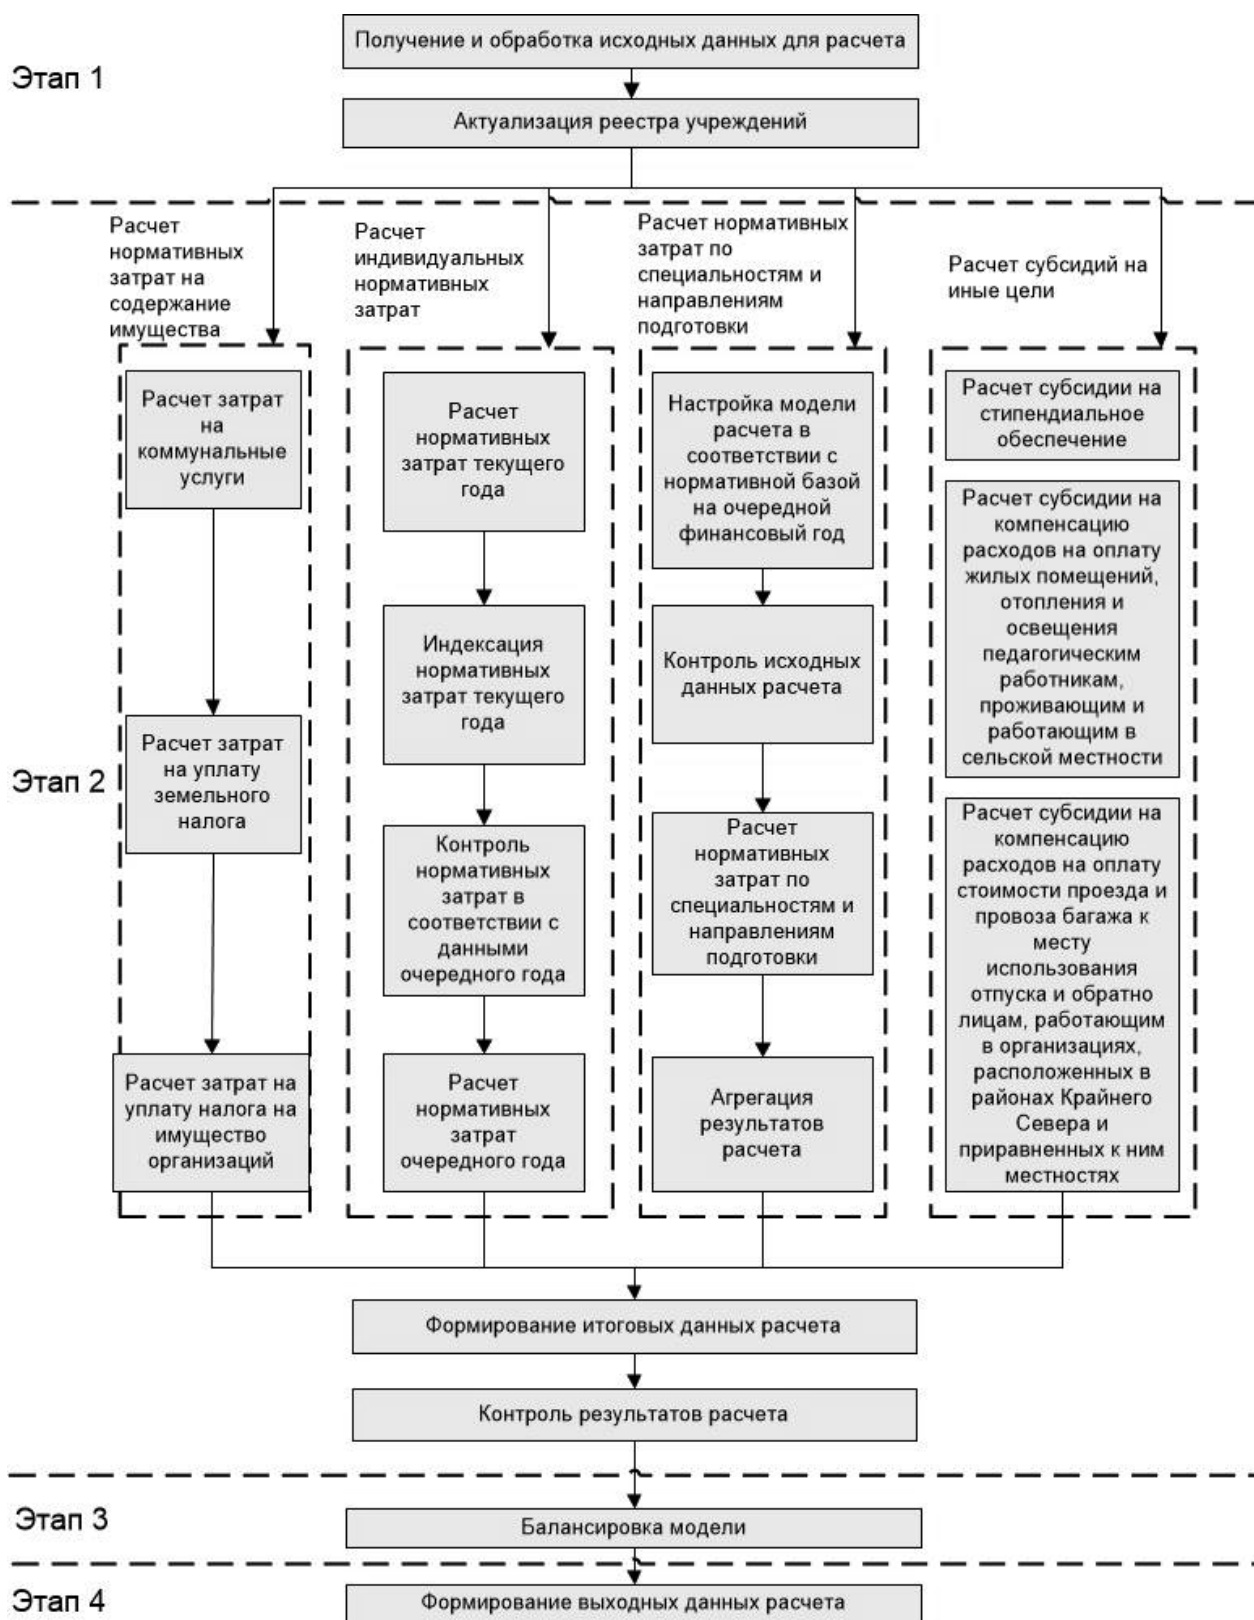 Получение и обработка исходных данных для расчета
Этап 1
Актуализация реестра учреждений
Расчет
нормативных
затрат на
содержание
имущества
Расчет
индивидуальных
нормативных
затрат
Расчет нормативных
затрат по
специальностям и
направлениям
подготовки
Расчет субсидий на
иные цели
Этап 2
Расчет затрат
на
коммунальные
услуги
Расчет затрат
на уплату
земельного
налога
Расчет затрат на
уплату налога на
имущество
организаций
Расчет
нормативных
затрат текущего
года
Индексация
нормативных
затрат текущего
года
Контроль
нормативных
затрат в
соответствии с
данными
очередного года
Расчет
нормативных
затрат
очередного года
Настройка модели
расчета в
соответствии с
нормативной базой
на очередной
финансовый год
Контроль исходных
данных расчета
Расчет
нормативных
затрат по
специальностям и
направлениям
подготовки
Агрегация
результатов
расчета
Расчет субсидии на
стипендиальное
обеспечение
Расчет субсидии на
компенсацию
расходов на оплату
жилых помещений,
отопления и
освещения
педагогическим
работникам,
проживающим и
работающим в
сельской местности
Расчет субсидии на
компенсацию
расходов на оплату
стоимости проезда и
провоза багажа к
месту
использования
отпуска и обратно
лицам, работающим
в организациях,
расположенных в
районах Крайнего
Севера и
приравненных к ним
местностях
Формирование итоговых данных расчета
Контроль результатов расчета
Этап 3
Балансировка модели
Этап 4
Формирование выходных данных расчета